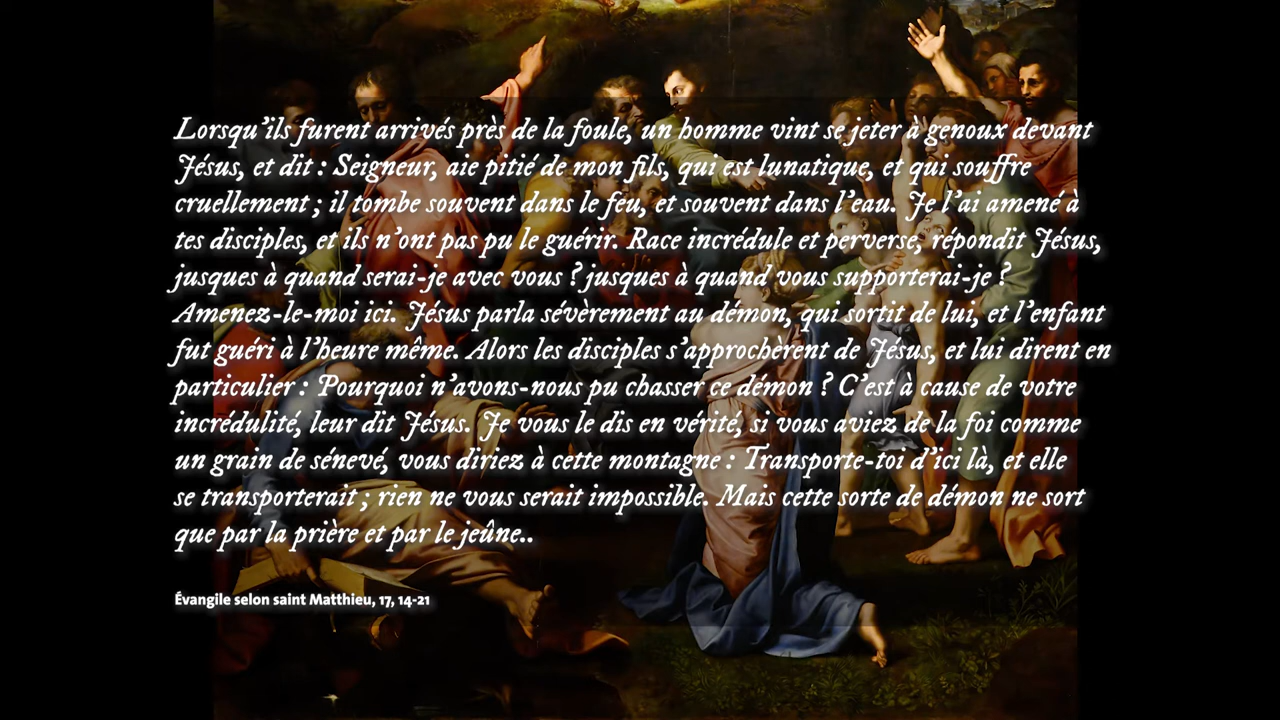 Lorsqu'ils furent arrivés près de la foule, un homme vint se jeter à genoux devant
Jésus, et dit : Seigneur, aie pitié de mon fils, qui est lunatique, et qui souffre
cruellement ; il tombe souvent dans le feu, et souvent dans l'eau. Je l'ai amené à
tes disciples, et ils n'ont pas pu le guérir. Race incrédule et perverse, répondit Jésus,
jusques à quand serai-je avec vous ? jusques à quand vous supporterai-je ?
Amenez-le-moi ici. Jésus parla sévèrement au démon, qui sortit de lui, et l'enfant
fut guéri à l'heure même. Alors les disciples s'approchèrent de Jésus, et lui dirent en
particulier : Pourquoi n'avons-nous pu chasser ce démon ? C'est à cause de votre
incrédulité, leur dit Jésus. Je vous le dis en vérité, si vous aviez de la foi comme
un grain de sénevé, vous diriez à cette montagne : Transporte-toi d'ici là, et elle
se transporterait ; rien ne vous serait impossible. Mais cette sorte de démon ne sort
que par la prière et par le jeûne..
Évangile selon saint Matthieu, 17, 14-21